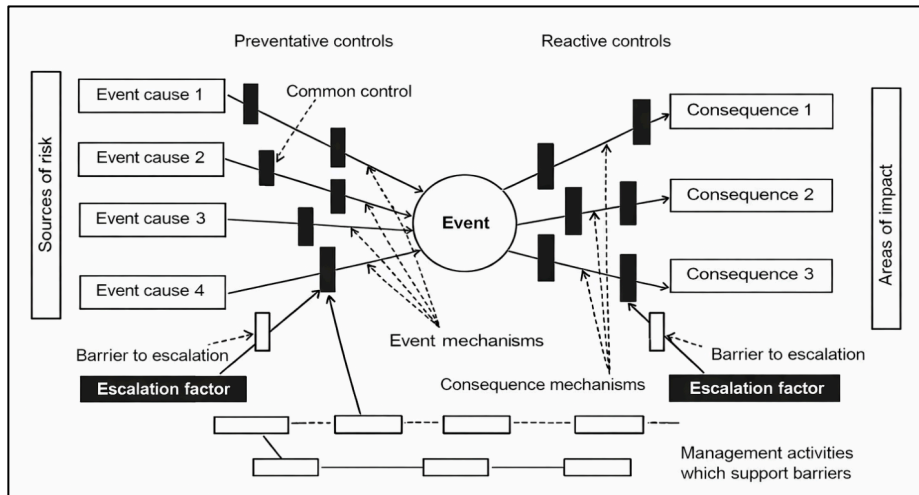 Preventative controls
Reactive controls
Sources of risk
Event cause 1
Event cause 2
Event cause 3
Event cause 4
Common control
Event
Consequence 1
Consequence 2
Consequence 3
Areas of impact
Event mechanisms
Consequence mechanisms
Barrier to escalation
Escalation factor
Barrier to escalation
Escalation factor
Management activities
which support barriers